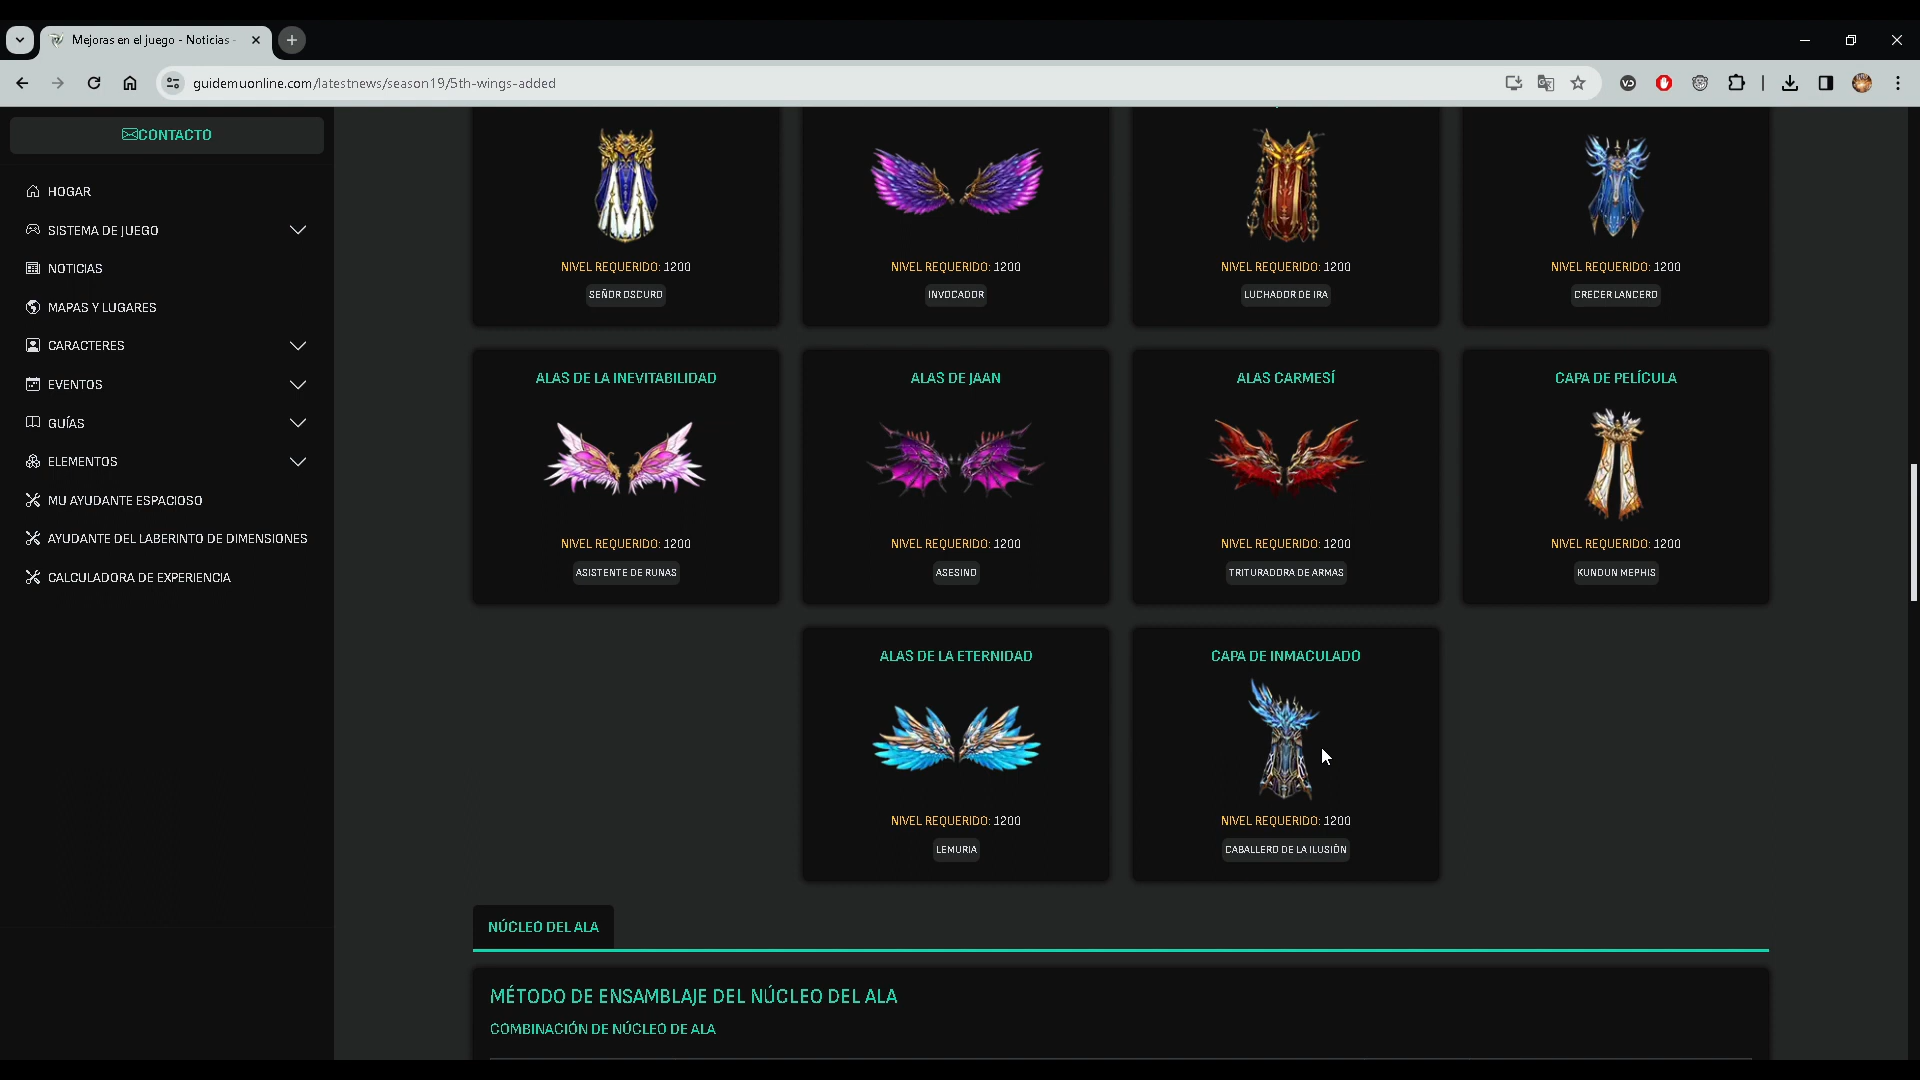 Mejoras en el juego - Noticias -
guidemuonline.com/latestnews/season19/5th-wings-added
CONTACTO
HOGAR
SISTEMA DE JUEGO
NOTICIAS
MAPAS Y LUGARES
CARACTERES
EVENTOS
GUÍAS
ELEMENTOS
MU AYUDANTE ESPACIOSO
AYUDANTE DEL LABERINTO DE DIMENSIONES
CALCULADORA DE EXPERIENCIA
NIVEL REQUERIDO: 1200
SEÑOR OSCURO
NIVEL REQUERIDO: 1200
INVOCADOR
NIVEL REQUERIDO: 1200
LUCHADOR DE IRA
NIVEL REQUERIDO: 1200
CRECER LANCERO
ALAS DE LA INEVITABILIDAD
NIVEL REQUERIDO: 1200
ASISTENTE DE RUNAS
ALAS DE JAAN
NIVEL REQUERIDO: 1200
ASESINO
ALAS CARMESÍ
NIVEL REQUERIDO: 1200
TRITURADORA DE ARMAS
CAPA DE PELÍCULA
NIVEL REQUERIDO: 1200
KUNDUN MEPHIS
ALAS DE LA ETERNIDAD
NIVEL REQUERIDO: 1200
LEMURIA
CAPA DE INMACULADO
NIVEL REQUERIDO: 1200
CABALLERO DE LA ILUSIÓN
NÚCLEO DEL ALA
MÉTODO DE ENSAMBLAJE DEL NÚCLEO DEL ALA
COMBINACIÓN DE NÚCLEO DE ALA